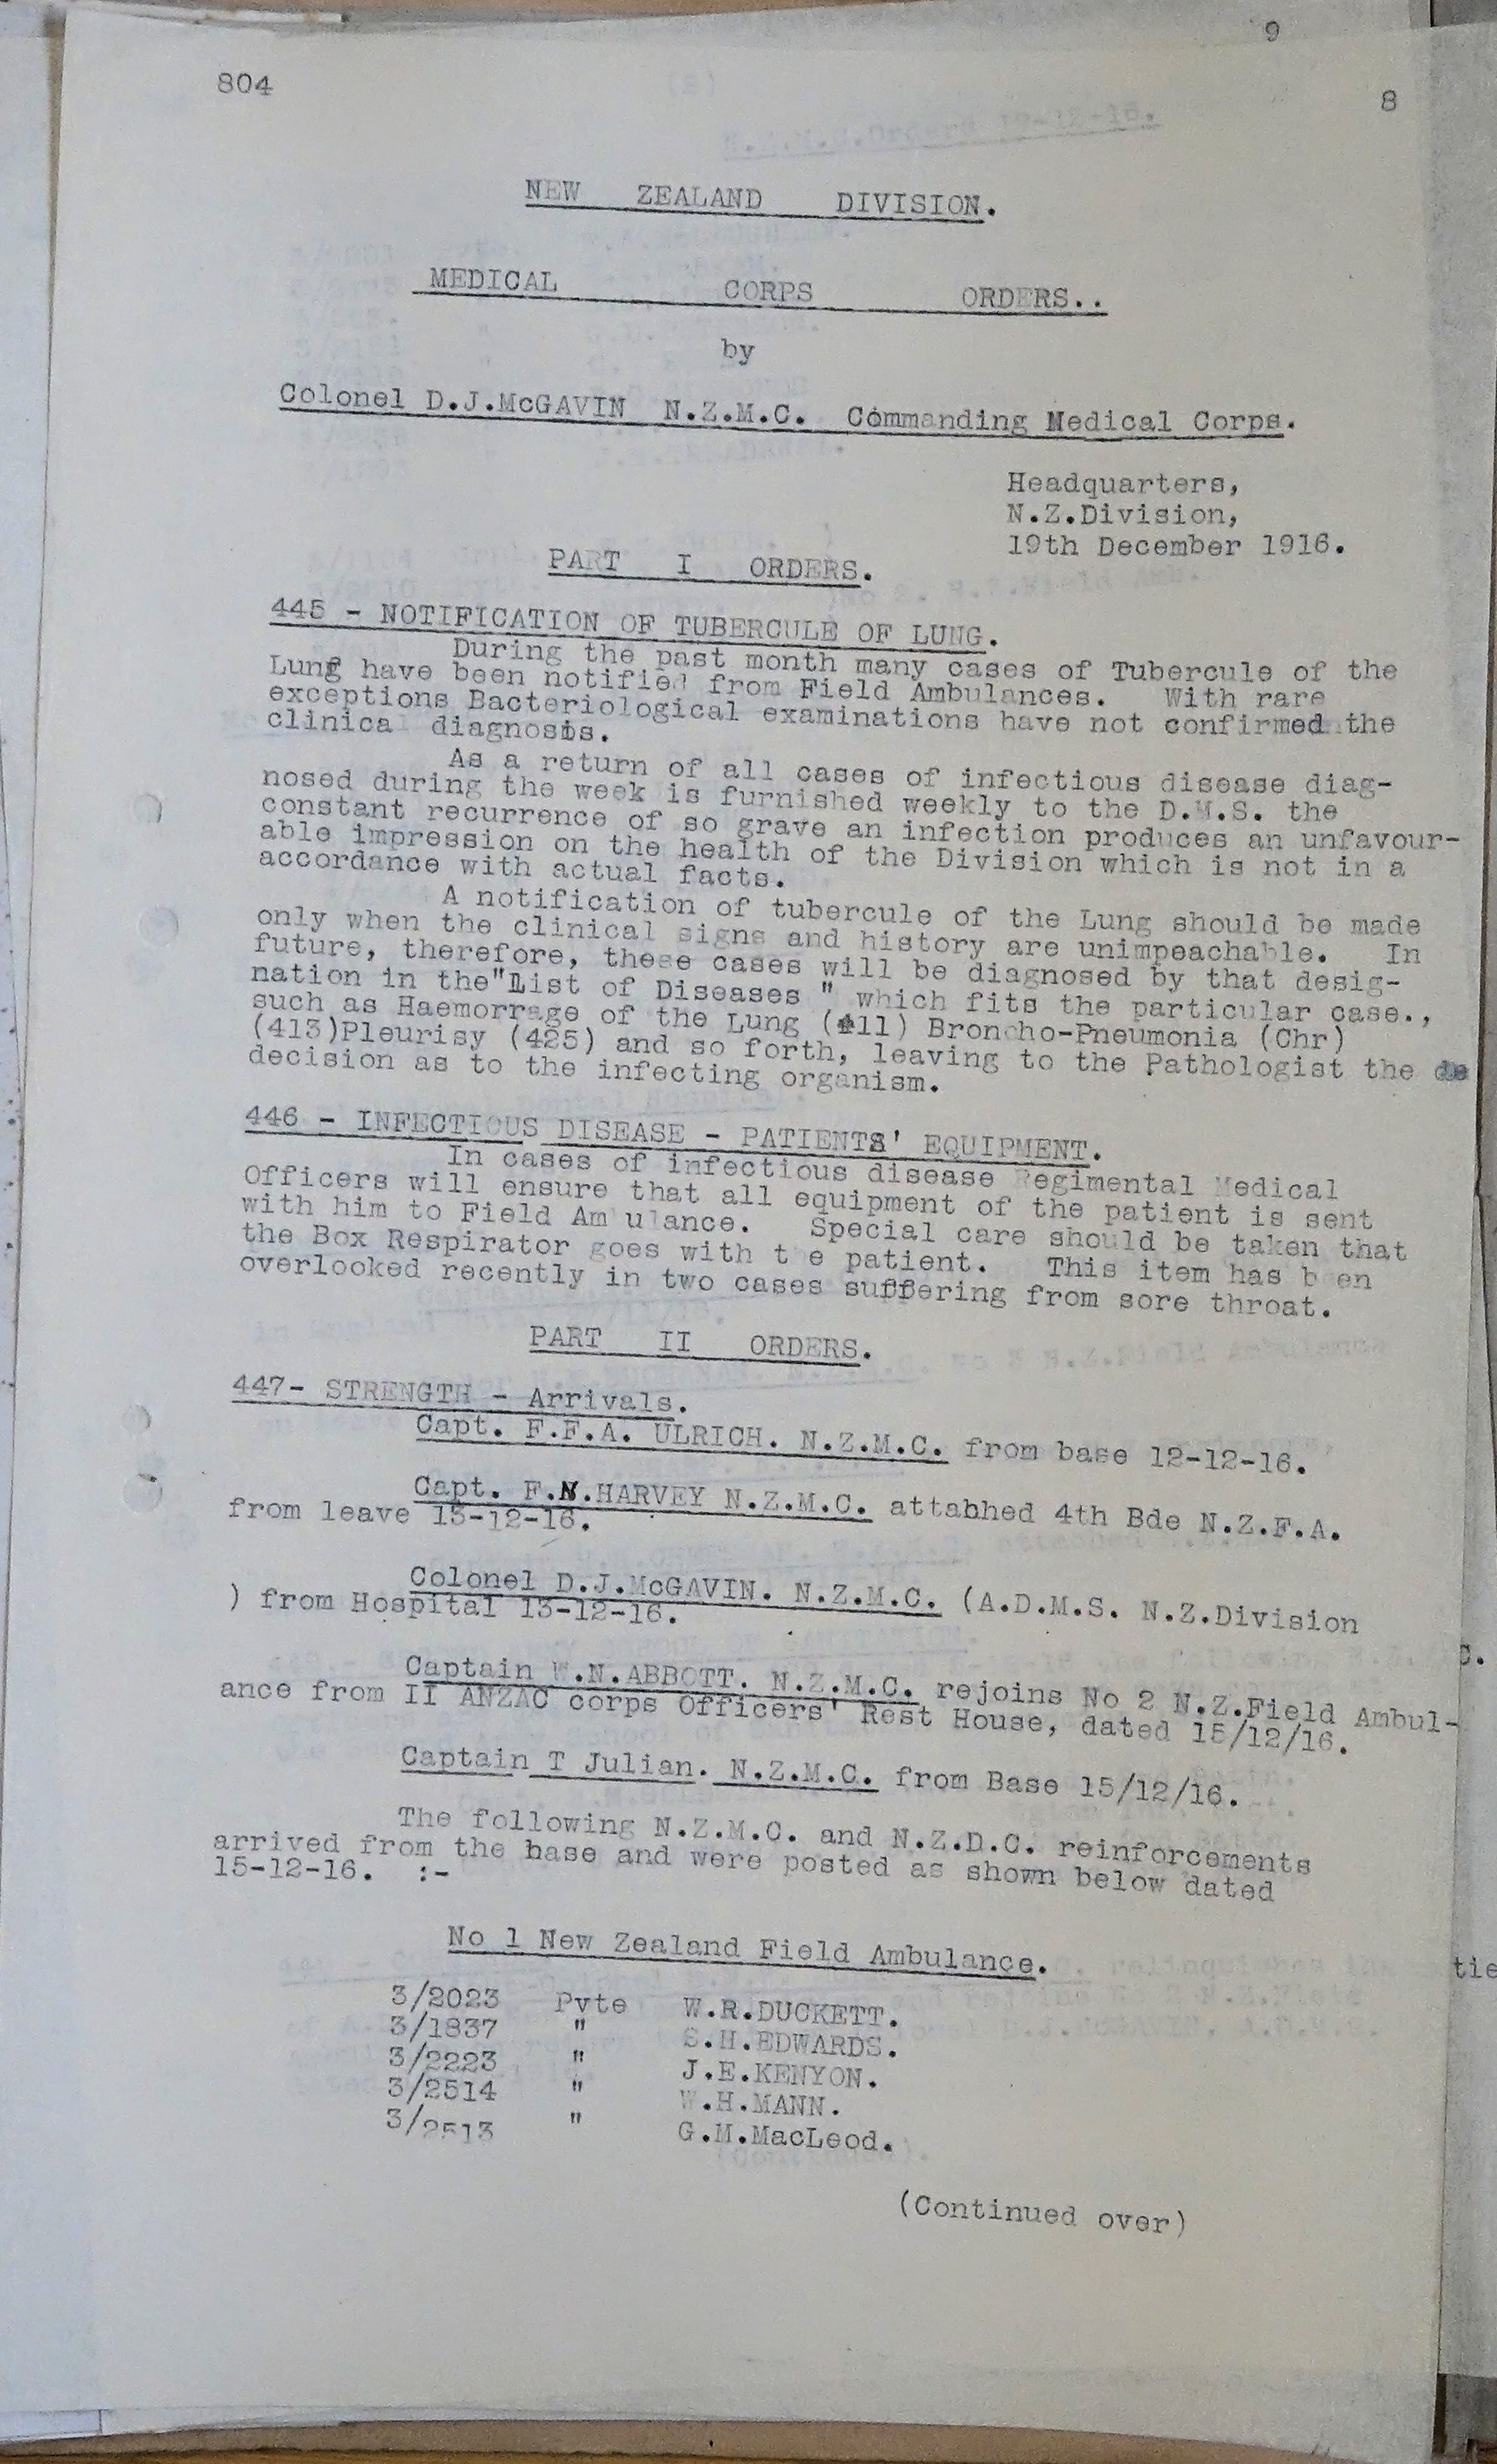 9
804
8
NEW ZEALAND DIVISION.
MEDICAL CORPS ORDERS..
by
Colonel D.J.McGAVIN N.Z.M.C. Commanding Medical Corps.
Headquarters,
N.Z.Division,
19th December 1916.
PART I ORDERS.
445 - NOTIFICATION OF TUBERCULE OF LUNG.
During the past month many cases of Tubercule of the
Lung have been notified from Field Ambulances. With rare
exceptions Bacteriological examinations have not confirmed the
clinical diagnosis.
As a return of all cases of infectious disease diag-
nosed during the week is furnished weekly to the D.M.S. the
constant recurrence of so grave an infection produces an unfavour-
able impression on the health of the Division which is not in a
accordance with actual facts.
A notification of tubercule of the Lung should be made
only when the clinical signs and history are unimpeachable. In
future, therefore, these cases will be diagnosed by that desig-
nation in the"List of Diseases " which fits the particular case.,
such as Haemorrage of the Lung (411) Broncho-Pneumonia (Chr)
(413)Pleurisy (425) and so forth, leaving to the Pathologist the de
decision as to the infecting organism.
446 - INFECTIOUS DISEASE - PATIENTS' EQUIPMENT.
In cases of infectious disease Regimental Medical
Officers will ensure that all equipment of the patient is sent
with him to Field Am ulance. Special care should be taken that
the Box Respirator goes with t e patient. This item has b en
overlooked recently in two cases suffering from sore throat.
PART II ORDERS.
447- STRENGTH - Arrivals.
Capt. F.F.A. ULRICH. N.Z.M.C. from base 12-12-16.
Capt. F.N.HARVEY N.Z.M.C. attabhed 4th Bde N.Z.F.A.
from leave 13-12-16.
Colonel D.J.McGAVIN. N.Z.M.C. (A.D.M.S. N.Z.Division
) from Hospital 13-12-16.
Captain W.N.ABBOTT. N.Z.M.C. rejoins No 2 N.Z.Field Ambul-
ance from II ANZAC corps Officers' Rest House, dated 15/12/16.
Captain T Julian. N.Z.M.C. from Base 15/12/16.
The following N.Z.M.C. and N.Z.D.C. reinforcements
arrived from the base and were posted as shown below dated
15-12-16. :-
No 1 New Zealand Field Ambulance.
3/2023 Pvte W.R.DUCKETT.
3/1837 " S.H.EDWARDS.
3/2223 " J.E.KENYON.
3/2514 " W.H.MANN.
3/2513 " G.M.MacLeod.
(Continued over)